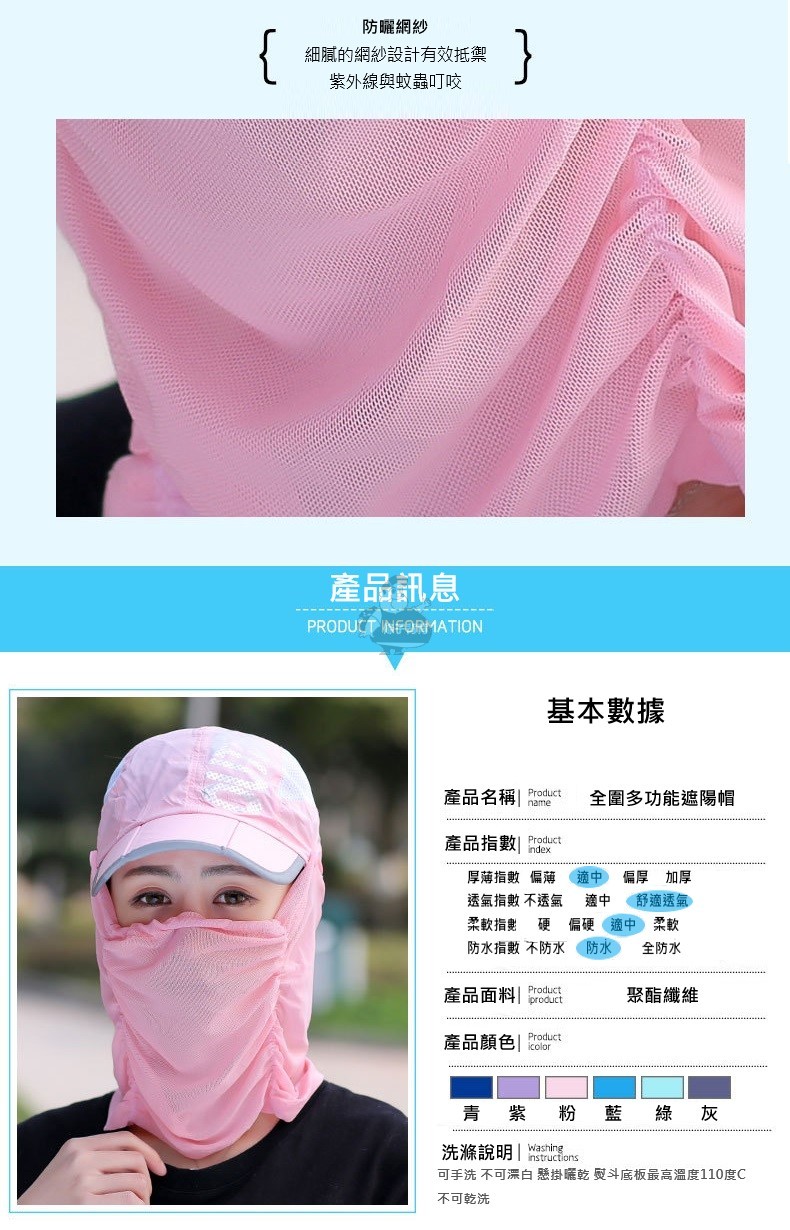 防曬網紗
細膩的網紗設計有效抵禦
紫外線與蚊蟲叮咬
產品訊息
PRODUCT INFORMATION
基本數據
產品名稱| Product name 全圍多功能遮陽帽
產品指數| Product index
厚薄指數 偏薄 適中 偏厚 加厚
透氣指數 不透氣 適中 舒適透氣
柔軟指數 硬 偏硬 適中 柔軟
防水指數 不防水 防水 全防水
產品面料| Product iproduct 聚酯纖維
產品顏色| Product icolor
青 紫 粉 藍 綠 灰
洗滌說明| Washing instructions
可手洗 不可漂白 懸掛曬乾 熨斗底板最高溫度110度C
不可乾洗